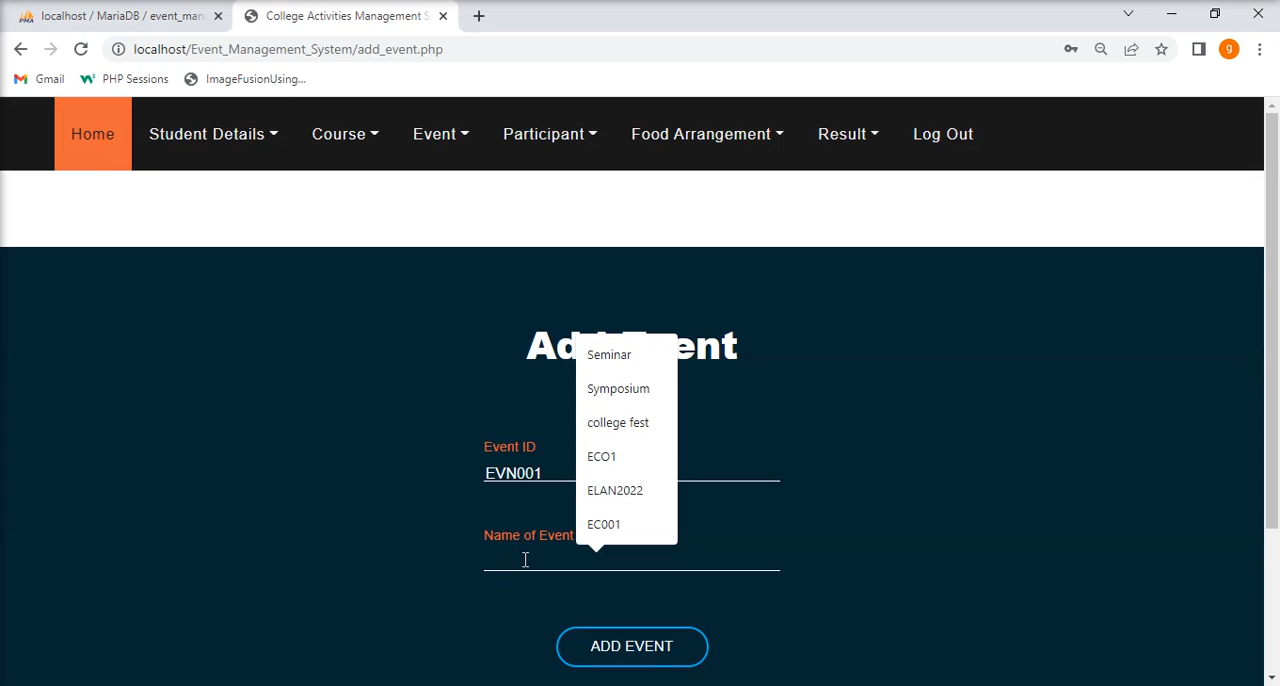 localhost / MariaDB / event_man
College Activities Management S
localhost/Event_Management_System/add_event.php
g
Gmail PHP Sessions ImageFusionUsing...
Home Student Details Course Event Participant Food Arrangement Result Log Out
Add Event
Seminar
Symposium
college fest
ECO1
ELAN2022
EC001
Event ID
EVN001
Name of Event
ADD EVENT